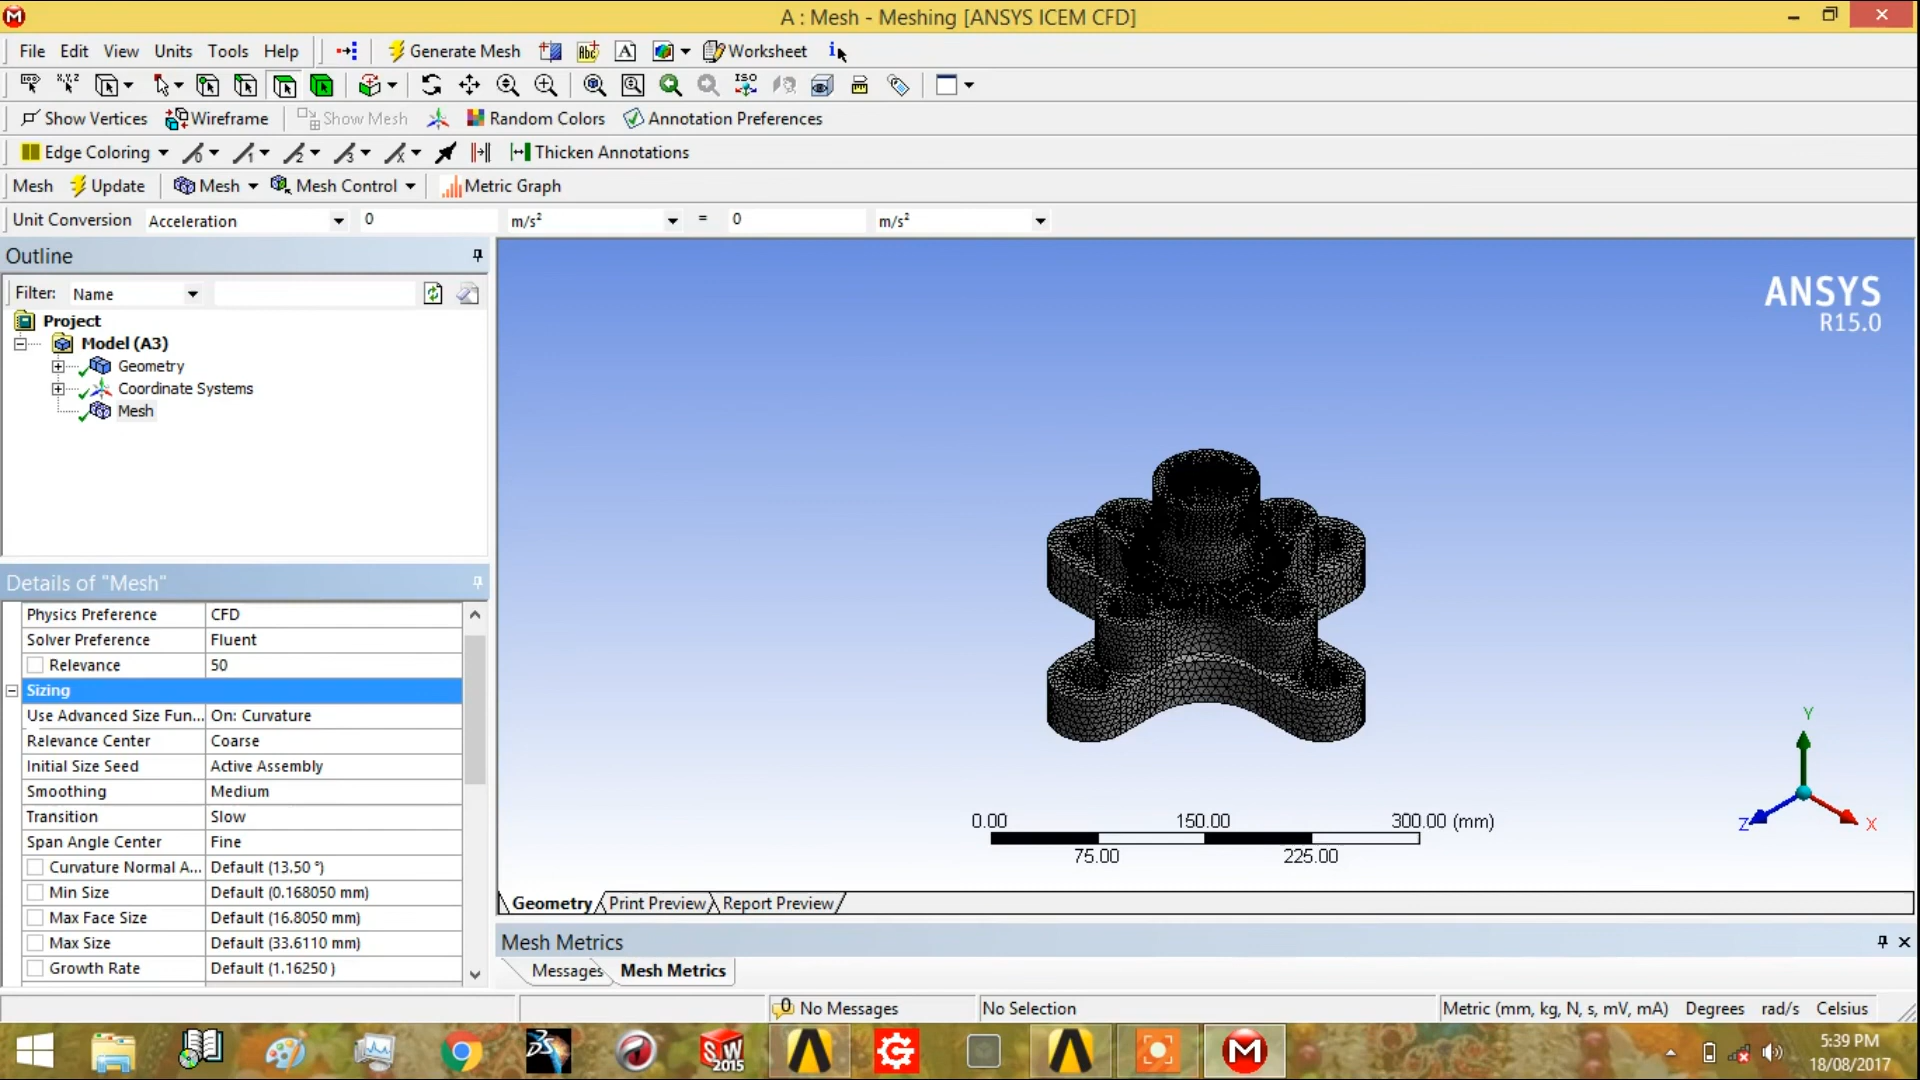 A : Mesh - Meshing [ANSYS ICEM CFD]
File Edit View Units Tools Help Generate Mesh Abc A Worksheet i
X,Y,Z ISO
Show Vertices Wireframe Show Mesh Random Colors Annotation Preferences
Edge Coloring 0 1 2 3 x Thicken Annotations
Mesh Update Mesh Mesh Control Metric Graph
Unit Conversion Acceleration 0 m/s² = 0 m/s²
Outline
Filter: Name
Project
Model (A3)
Geometry
Coordinate Systems
Mesh
Details of "Mesh"
Physics Preference CFD
Solver Preference Fluent
Relevance 50
Sizing
Use Advanced Size Fun... On: Curvature
Relevance Center Coarse
Initial Size Seed Active Assembly
Smoothing Medium
Transition Slow
Span Angle Center Fine
Curvature Normal A... Default (13.50 °)
Min Size Default (0.168050 mm)
Max Face Size Default (16.8050 mm)
Max Size Default (33.6110 mm)
Growth Rate Default (1.16250 )
ANSYS
R15.0
Y
Z X
0.00 150.00 300.00 (mm)
75.00 225.00
Geometry Print Preview Report Preview
Mesh Metrics
Messages Mesh Metrics
0 No Messages No Selection Metric (mm, kg, N, s, mV, mA) Degrees rad/s Celsius
SW 2015 G M
5:39 PM
18/08/2017